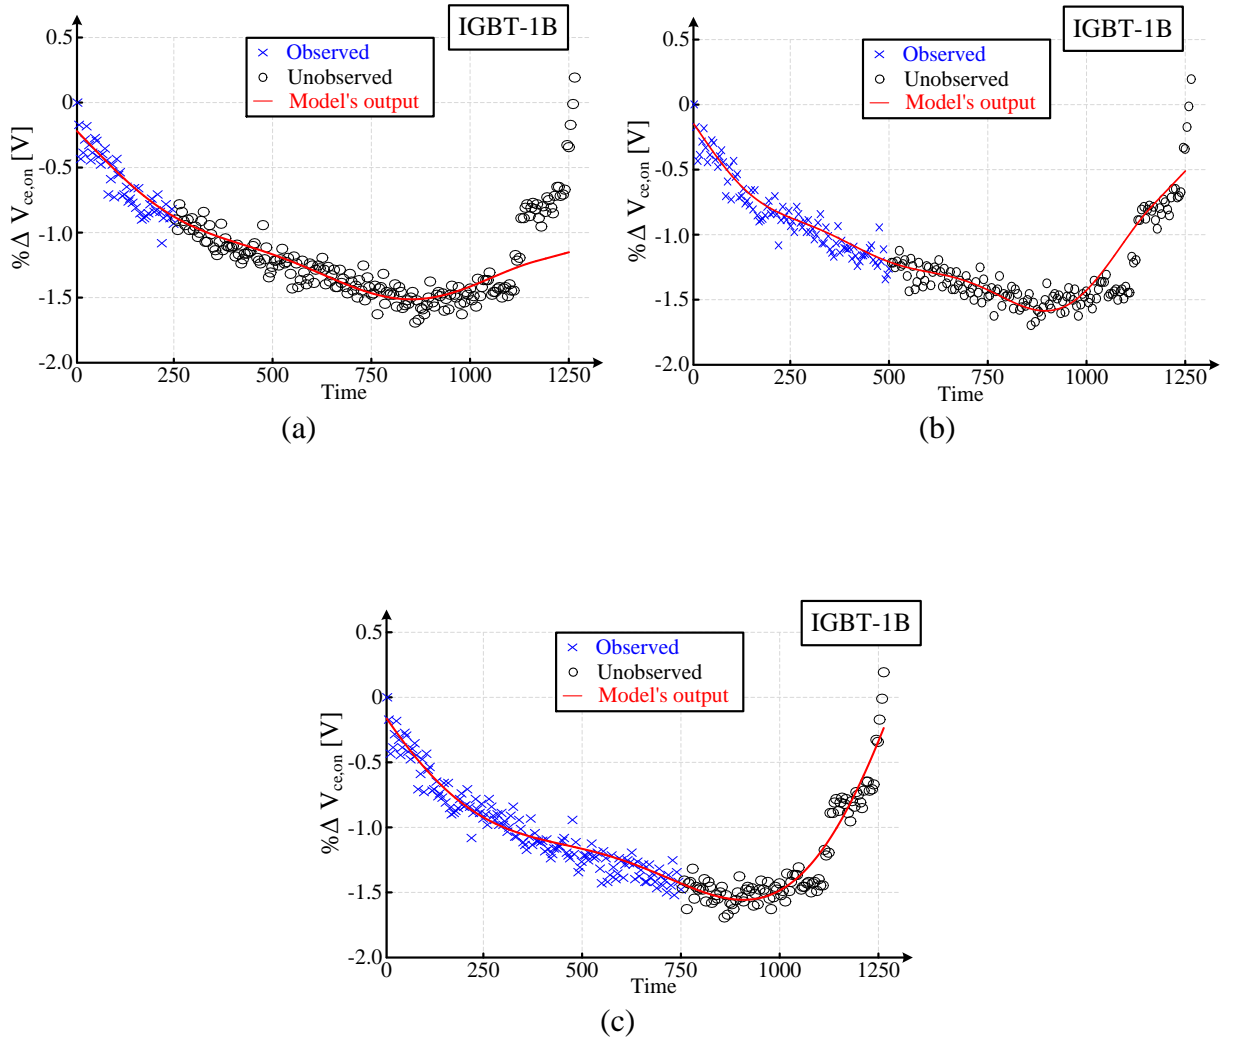 IGBT-1B
Observed
Unobserved
Model's output
0.5
0
-0.5
-1.0
-1.5
-2.0
% Δ V ce,on [V]
0 250 500 750 1000 1250
Time
(a)
IGBT-1B
Observed
Unobserved
Model's output
0.5
0
-0.5
-1.0
-1.5
-2.0
% Δ V ce,on [V]
0 250 500 750 1000 1250
Time
(b)
IGBT-1B
Observed
Unobserved
Model's output
0.5
0
-0.5
-1.0
-1.5
-2.0
% Δ V ce,on [V]
0 250 500 750 1000 1250
Time
(c)